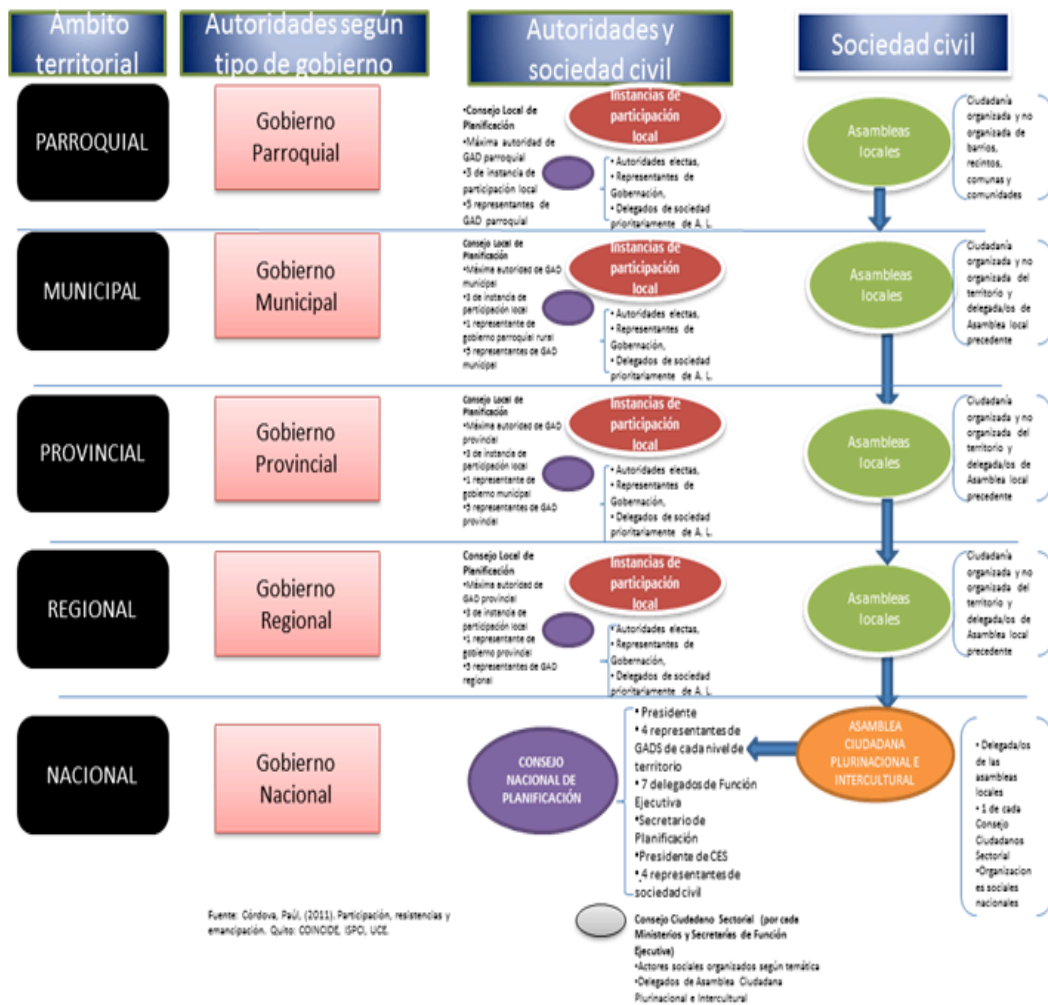 Ámbito
territorial
Autoridades según
tipo de gobierno
Autoridades y
sociedad civil
Sociedad civil
PARROQUIAL
Gobierno
Parroquial
•Consejo Local de
Planificación
•Máxima autoridad de
GAD parroquial
•3 de instancia de
participación local
•3 representantes de
GAD parroquial
Instancias de
participación
local
• Autoridades electas,
• Representantes de
Gobernación,
• Delegados de sociedad
prioritariamente de A. L.
Asambleas
locales
Ciudadanía
organizada y no
organizada de
barrios,
recintos,
comunas y
comunidades
MUNICIPAL
Gobierno
Municipal
Consejo Local de
Planificación
•Máxima autoridad de GAD
municipal
•3 de instancia de
participación local
•1 representante de
gobierno parroquial rural
•3 representantes de GAD
municipal
Instancias de
participación
local
• Autoridades electas,
• Representantes de
Gobernación,
• Delegados de sociedad
prioritariamente de A. L.
Asambleas
locales
Ciudadanía
organizada y no
organizada del
territorio y
delegada/os de
Asamblea local
precedente
PROVINCIAL
Gobierno
Provincial
Consejo Local de
Planificación
•Máxima autoridad de GAD
provincial
•3 de instancia de
participación local
•1 representante de
gobierno municipal
•3 representantes de GAD
provincial
Instancias de
participación
local
• Autoridades electas,
• Representantes de
Gobernación,
• Delegados de sociedad
prioritariamente de A. L.
Asambleas
locales
Ciudadanía
organizada y no
organizada del
territorio y
delegada/os de
Asamblea local
precedente
REGIONAL
Gobierno
Regional
Consejo Local de
Planificación
•Máxima autoridad de
GAD provincial
•3 de instancia de
participación local
•1 representante de
gobierno provincial
•3 representantes de GAD
regional
Instancias de
participación
local
• Autoridades electas,
• Representantes de
Gobernación,
• Delegados de sociedad
prioritariamente de A. L.
Asambleas
locales
Ciudadanía
organizada y no
organizada del
territorio y
delegada/os de
Asamblea local
precedente
NACIONAL
Gobierno
Nacional
CONSEJO
NACIONAL DE
PLANIFICACIÓN
• Presidente
• 4 representantes de
GADS de cada nivel de
territorio
• 7 delegados de Función
Ejecutiva
•Secretario de
Planificación
•Presidente de CES
•4 representantes de
sociedad civil
ASAMBLEA
CIUDADANA
PLURINACIONAL E
INTERCULTURAL
• Delegada/os
de las
asambleas
locales
• 1 de cada
Consejo
Ciudadanos
Sectorial
•Organizacion
es sociales
nacionales
Fuente: Córdova, Paúl, (2011). Participación, resistencias y
emancipación. Quito: COINCIDE, ISPCI, UCE.
Consejo Ciudadano Sectorial (por cada
Ministerios y Secretarías de Función
Ejecutiva)
•Actores sociales organizados según temática
•Delegados de Asamblea Ciudadana
Plurinacional e Intercultural